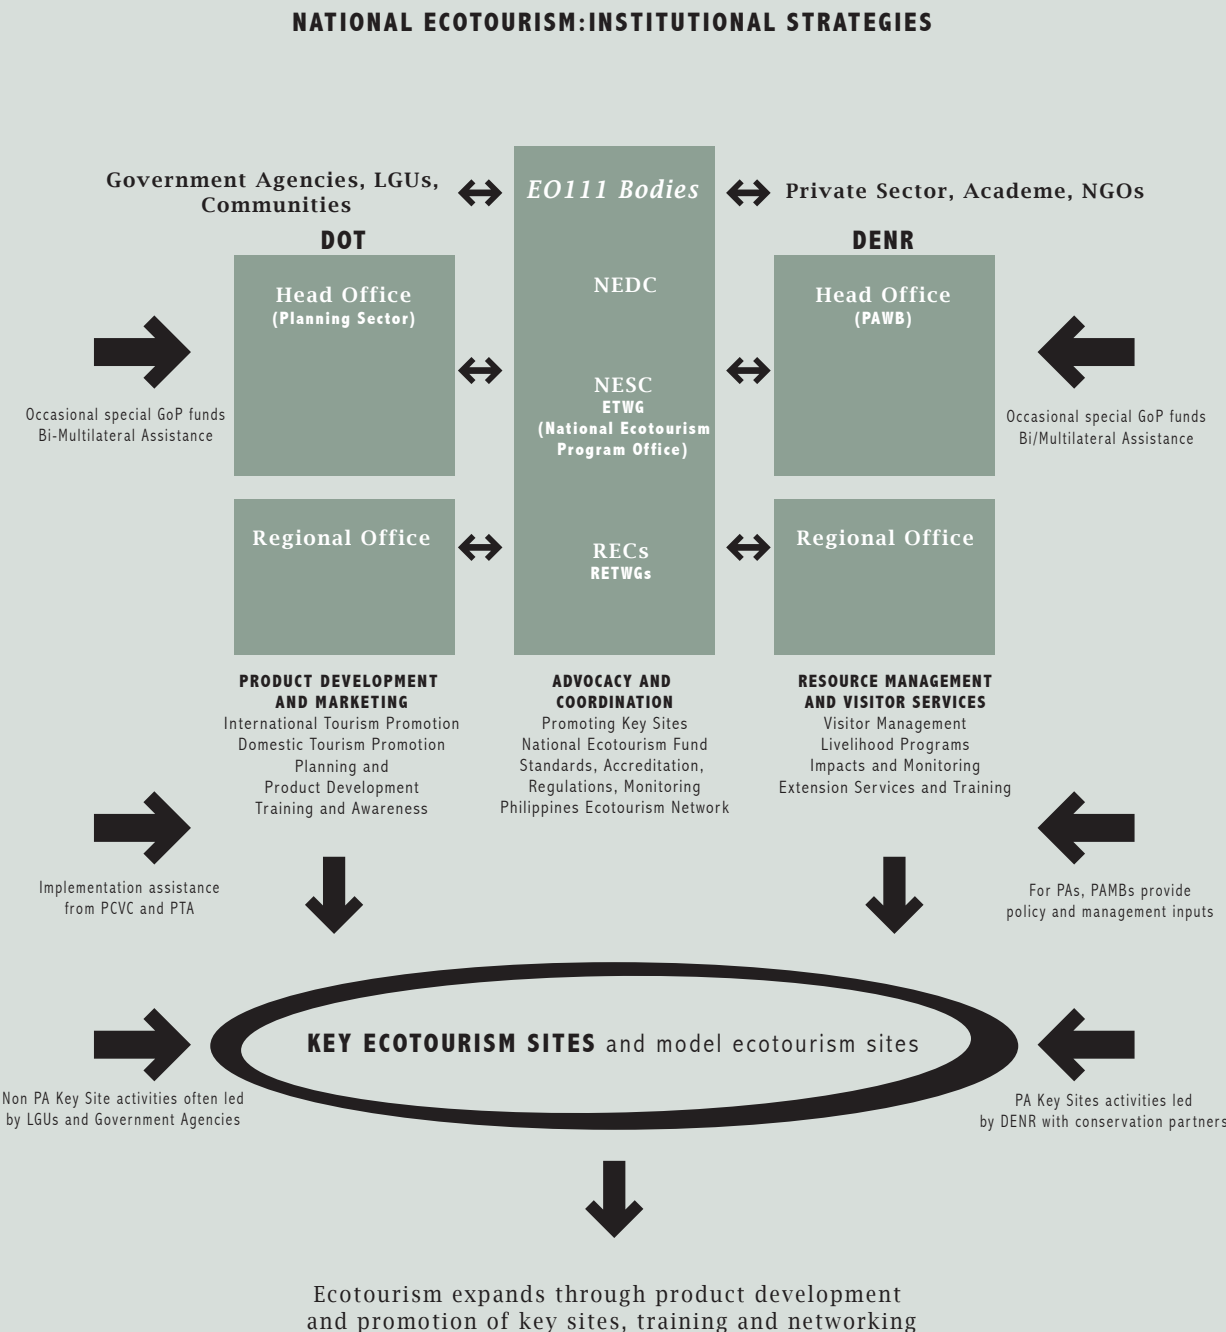 NATIONAL ECOTOURISM:INSTITUTIONAL STRATEGIES
Government Agencies, LGUs,
Communities
EO111 Bodies
Private Sector, Academe, NGOs
DOT
DENR
Head Office
(Planning Sector)
NEDC
Head Office
(PAWB)
NESC
ETWG
(National Ecotourism
Program Office)
Occasional special GoP funds
Bi-Multilateral Assistance
Occasional special GoP funds
Bi/Multilateral Assistance
Regional Office
RECs
RETWGs
Regional Office
PRODUCT DEVELOPMENT
AND MARKETING
International Tourism Promotion
Domestic Tourism Promotion
Planning and
Product Development
Training and Awareness
ADVOCACY AND
COORDINATION
Promoting Key Sites
National Ecotourism Fund
Standards, Accreditation,
Regulations, Monitoring
Philippines Ecotourism Network
RESOURCE MANAGEMENT
AND VISITOR SERVICES
Visitor Management
Livelihood Programs
Impacts and Monitoring
Extension Services and Training
Implementation assistance
from PCVC and PTA
For PAs, PAMBs provide
policy and management inputs
KEY ECOTOURISM SITES and model ecotourism sites
Non PA Key Site activities often led
by LGUs and Government Agencies
PA Key Sites activities led
by DENR with conservation partners
Ecotourism expands through product development
and promotion of key sites, training and networking